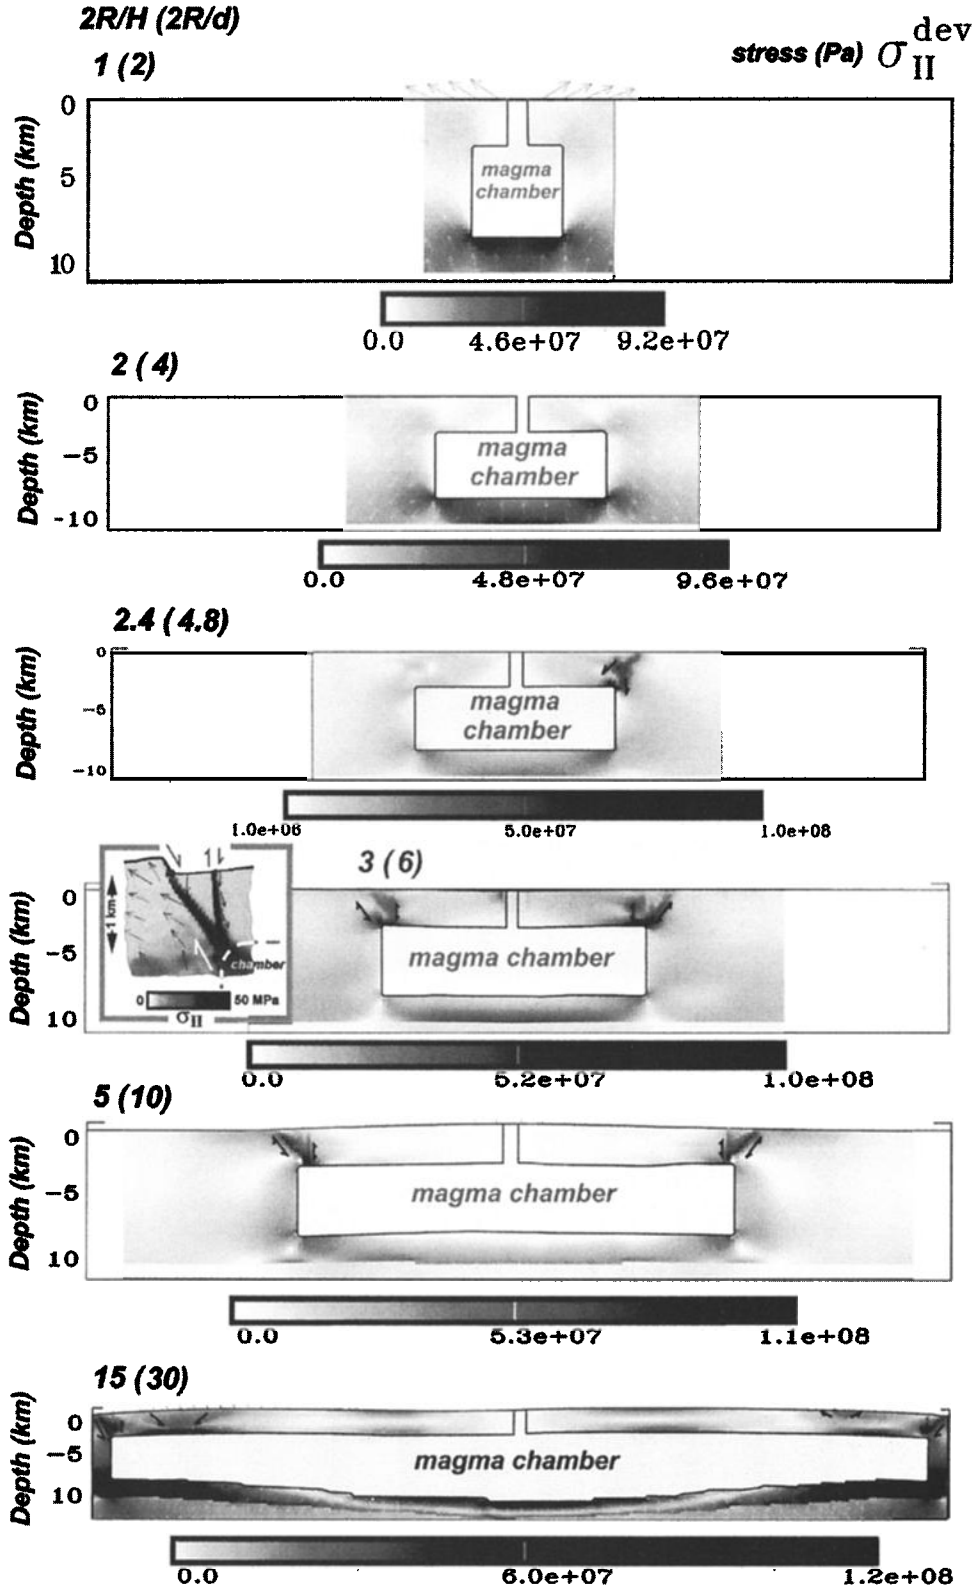 2R/H (2R/d)
1 (2)
stress (Pa) σ II dev
Depth (km)
0
5
10
magma
chamber
0.0 4.6e+07 9.2e+07
2 (4)
Depth (km)
0
−5
-10
magma
chamber
0.0 4.8e+07 9.6e+07
2.4 (4.8)
Depth (km)
0
−5
−10
magma
chamber
1.0e+06 5.0e+07 1.0e+08
3 (6)
1 km
chamber
0 50 MPa
σII
Depth (km)
0
−5
10
magma chamber
0.0 5.2e+07 1.0e+08
5 (10)
Depth (km)
0
−5
10
magma chamber
0.0 5.3e+07 1.1e+08
15 (30)
Depth (km)
0
−5
10
magma chamber
0.0 6.0e+07 1.2e+08